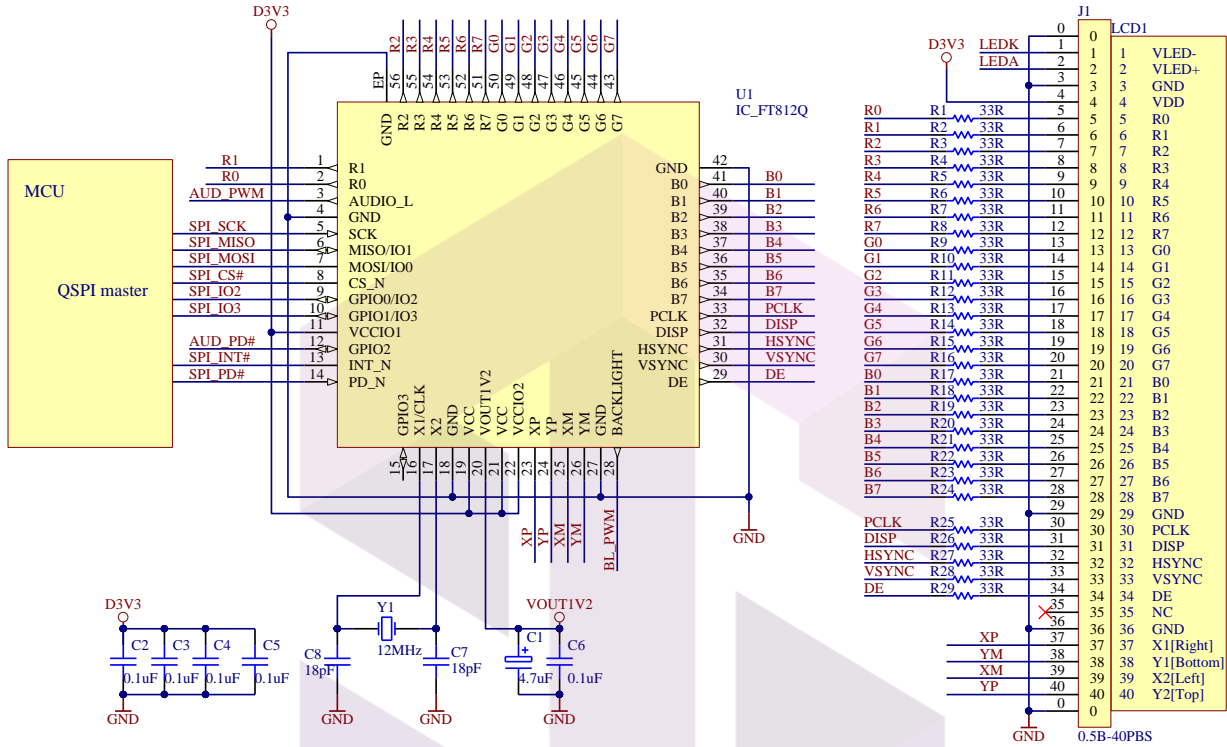 D3V3
R2
R3
R4
R5
R6
R7
G0
G1
G2
G3
G4
G5
G6
G7
EP
56
55
54
53
52
51
50
49
48
47
46
45
44
43
GND
R2
R3
R4
R5
R6
R7
G0
G1
G2
G3
G4
G5
G6
G7
U1
IC_FT812Q
MCU
QSPI master
R1 1 R1
R0 2 R0
AUD_PWM 3 AUDIO_L
4 GND
SPI_SCK 5 SCK
SPI_MISO 6 MISO/IO1
SPI_MOSI 7 MOSI/IO0
SPI_CS# 8 CS_N
SPI_IO2 9 GPIO0/IO2
SPI_IO3 10 GPIO1/IO3
11 VCCIO1
AUD_PD# 12 GPIO2
SPI_INT# 13 INT_N
SPI_PD# 14 PD_N
GND 42
B0 41 B0
B1 40 B1
B2 39 B2
B3 38 B3
B4 37 B4
B5 36 B5
B6 35 B6
B7 34 B7
PCLK 33 PCLK
DISP 32 DISP
HSYNC 31 HSYNC
VSYNC 30 VSYNC
DE 29 DE
GPIO3
X1/CLK
X2
GND
VCC
VOUT1V2
VCC
VCCIO2
XP
YP
XM
YM
GND
BACKLIGHT
15
16
17
18
19
20
21
22
23
24
25
26
27
28
XP
YP
XM
YM
BL_PWM
GND
D3V3
C2
C3
C4
C5
0.1uF
0.1uF
0.1uF
0.1uF
GND
Y1
12MHz
C8
18pF
C7
18pF
GND
GND
VOUT1V2
C1
4.7uF
C6
0.1uF
GND
J1
LCD1
D3V3
0 0
LEDK 1 1 1 VLED-
LEDA 2 2 2 VLED+
3 3 3 GND
4 4 4 VDD
R0 R1 33R 5 5 5 R0
R1 R2 33R 6 6 6 R1
R2 R3 33R 7 7 7 R2
R3 R4 33R 8 8 8 R3
R4 R5 33R 9 9 9 R4
R5 R6 33R 10 10 10 R5
R6 R7 33R 11 11 11 R6
R7 R8 33R 12 12 12 R7
G0 R9 33R 13 13 13 G0
G1 R10 33R 14 14 14 G1
G2 R11 33R 15 15 15 G2
G3 R12 33R 16 16 16 G3
G4 R13 33R 17 17 17 G4
G5 R14 33R 18 18 18 G5
G6 R15 33R 19 19 19 G6
G7 R16 33R 20 20 20 G7
B0 R17 33R 21 21 21 B0
B1 R18 33R 22 22 22 B1
B2 R19 33R 23 23 23 B2
B3 R20 33R 24 24 24 B3
B4 R21 33R 25 25 25 B4
B5 R22 33R 26 26 26 B5
B6 R23 33R 27 27 27 B6
B7 R24 33R 28 28 28 B7
29 29 29 GND
PCLK R25 33R 30 30 30 PCLK
DISP R26 33R 31 31 31 DISP
HSYNC R27 33R 32 32 32 HSYNC
VSYNC R28 33R 33 33 33 VSYNC
DE R29 33R 34 34 34 DE
35 35 35 NC
36 36 36 GND
XP 37 37 37 X1[Right]
YM 38 38 38 Y1[Bottom]
XM 39 39 39 X2[Left]
YP 40 40 40 Y2[Top]
0 0
GND
0.5B-40PBS